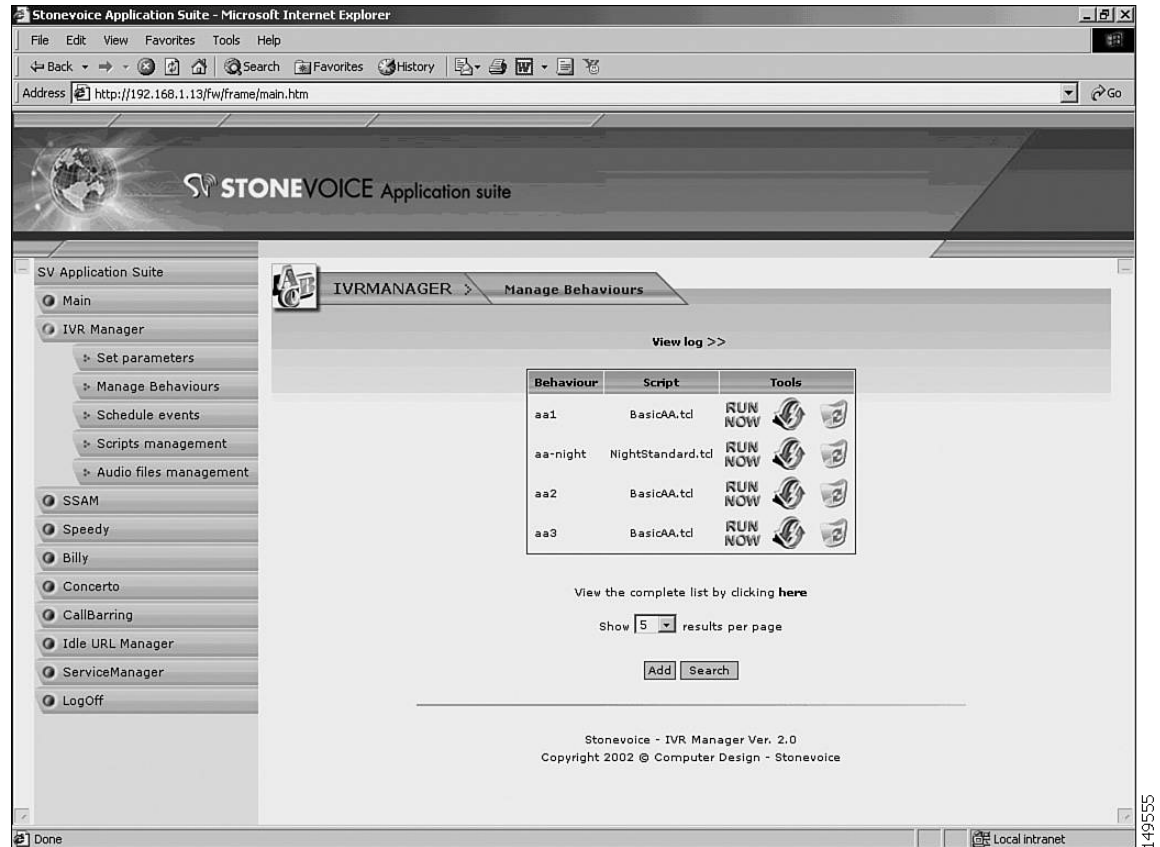 Stonevoice Application Suite - Microsoft Internet Explorer
File Edit View Favorites Tools Help
Back Search Favorites History
Address http://192.168.1.13/fw/frame/main.htm Go
SV STONEVOICE Application suite
SV Application Suite
Main
IVR Manager
Set parameters
Manage Behaviours
Schedule events
Scripts management
Audio files management
SSAM
Speedy
Billy
Concerto
CallBarring
Idle URL Manager
ServiceManager
LogOff
IVRMANAGER > Manage Behaviours
View log >>
Behaviour Script Tools
aa1 BasicAA.tcl RUN NOW
aa-night NightStandard.tcl RUN NOW
aa2 BasicAA.tcl RUN NOW
aa3 BasicAA.tcl RUN NOW
View the complete list by clicking here
Show 5 results per page
Add Search
Stonevoice - IVR Manager Ver. 2.0
Copyright 2002 © Computer Design - Stonevoice
Done Local intranet
149555